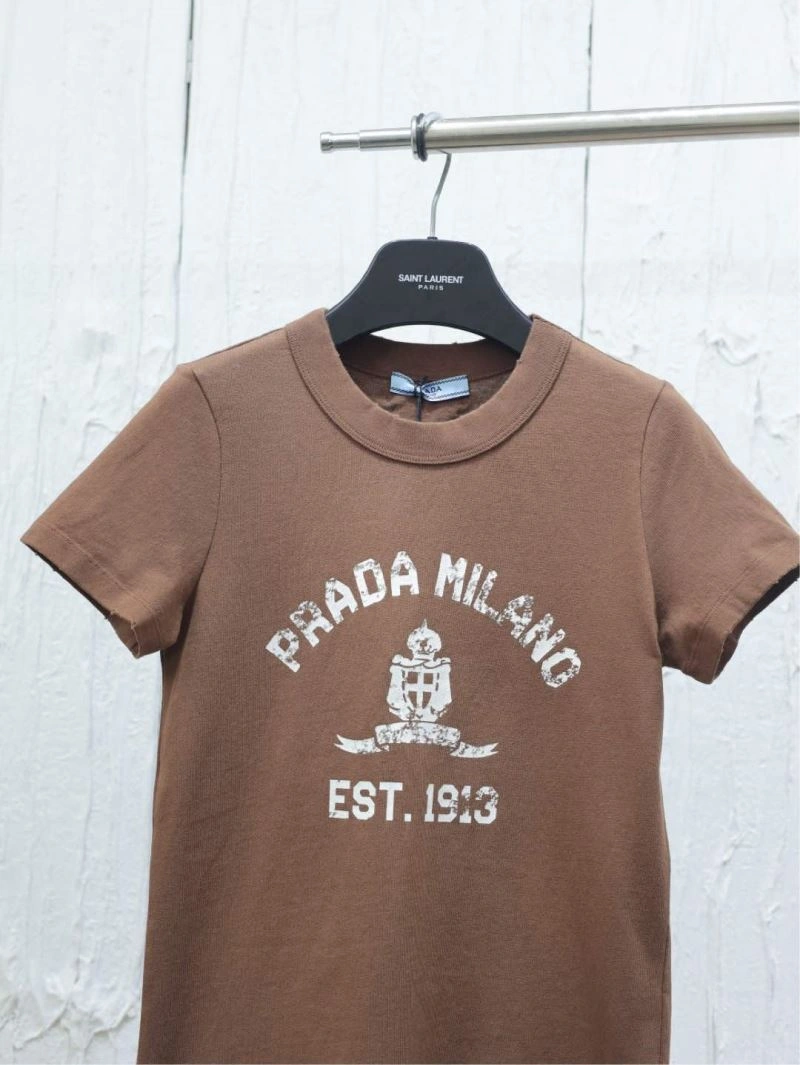 SAINT LAURENT
PARIS
PRADA MILANO
EST. 1913